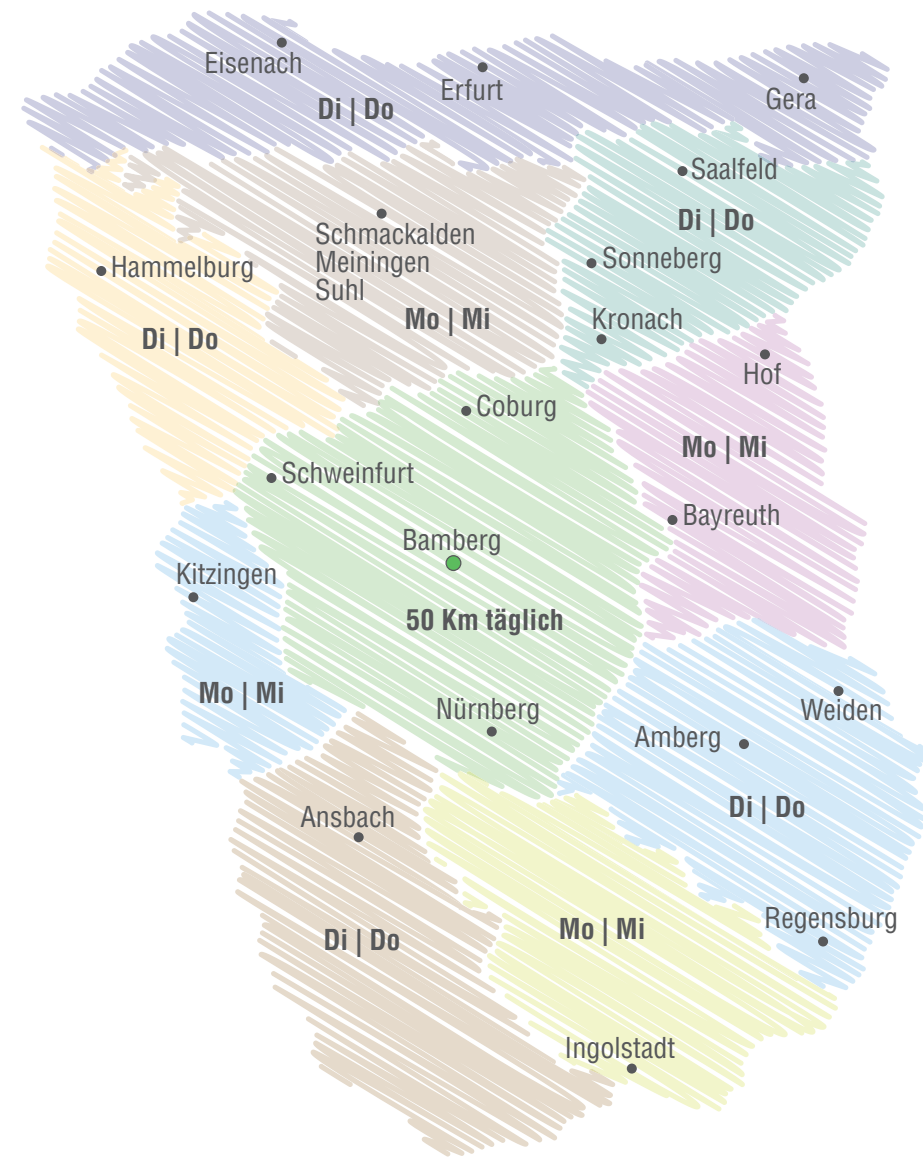 Eisenach
Erfurt
Gera
Di | Do
Saalfeld
Di | Do
Schmackalden
Meiningen
Suhl
Sonneberg
Hammelburg
Mo | Mi
Kronach
Di | Do
Hof
Coburg
Mo | Mi
Schweinfurt
Bayreuth
Bamberg
Kitzingen
50 Km täglich
Mo | Mi
Nürnberg
Weiden
Amberg
Di | Do
Ansbach
Regensburg
Mo | Mi
Di | Do
Ingolstadt